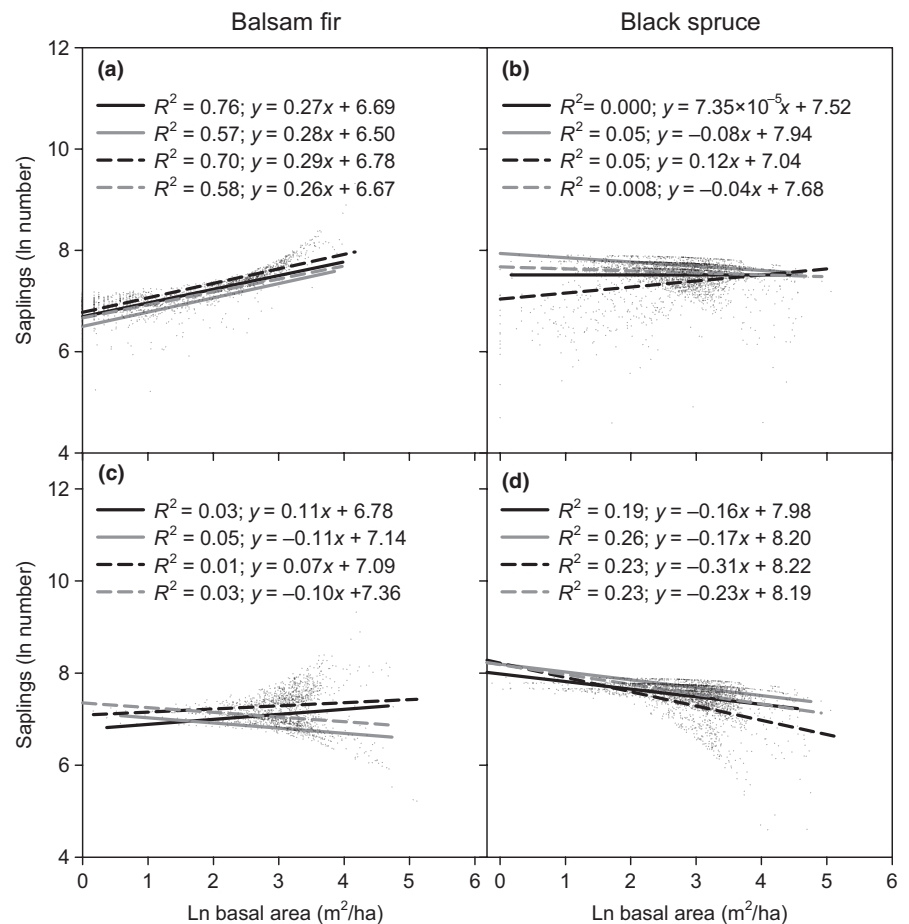 Balsam fir
Black spruce
Saplings (ln number)
12
10
8
6
4
(a)
R² = 0.76; y = 0.27x + 6.69
R² = 0.57; y = 0.28x + 6.50
R² = 0.70; y = 0.29x + 6.78
R² = 0.58; y = 0.26x + 6.67
(b)
R²= 0.000; y = 7.35×10⁻⁵x + 7.52
R² = 0.05; y = –0.08x + 7.94
R² = 0.05; y = 0.12x + 7.04
R² = 0.008; y = –0.04x + 7.68
Saplings (ln number)
12
10
8
6
4
(c)
R² = 0.03; y = 0.11x + 6.78
R² = 0.05; y = –0.11x + 7.14
R² = 0.01; y = 0.07x + 7.09
R² = 0.03; y = –0.10x +7.36
(d)
R² = 0.19; y = –0.16x + 7.98
R² = 0.26; y = –0.17x + 8.20
R² = 0.23; y = –0.31x + 8.22
R² = 0.23; y = –0.23x + 8.19
0 1 2 3 4 5 6
0 1 2 3 4 5 6
Ln basal area (m²/ha)
Ln basal area (m²/ha)